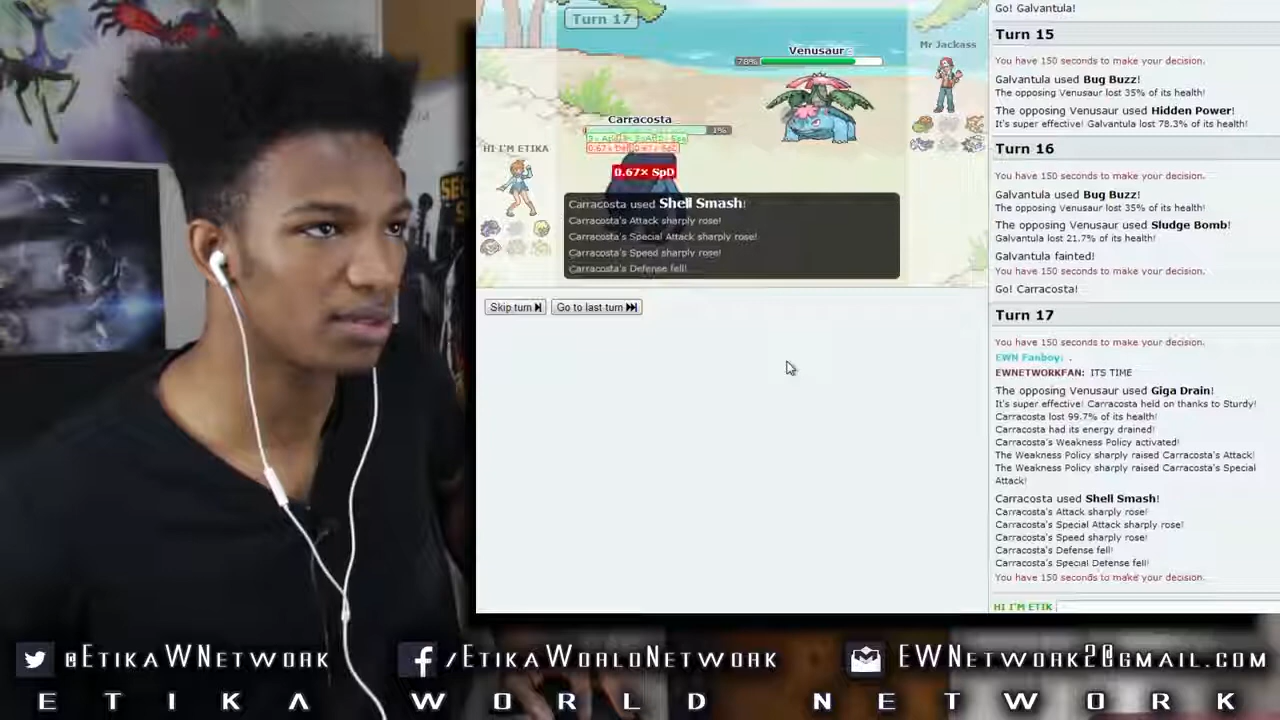 Turn 17
Venusaur
78%
Mr Jackass
Carracosta
1%
HI I'M ETIKA
0.67× SpD
Carracosta used Shell Smash!
Carracosta's Attack sharply rose!
Carracosta's Special Attack sharply rose!
Carracosta's Speed sharply rose!
Carracosta's Defense fell!
Skip turn
Go to last turn
Go! Galvantula!
Turn 15
You have 150 seconds to make your decision.
Galvantula used Bug Buzz!
The opposing Venusaur lost 35% of its health!
The opposing Venusaur used Hidden Power!
It's super effective! Galvantula lost 78.3% of its health!
Turn 16
You have 150 seconds to make your decision.
Galvantula used Bug Buzz!
The opposing Venusaur lost 35% of its health!
The opposing Venusaur used Sludge Bomb!
Galvantula lost 21.7% of its health!
Galvantula fainted!
You have 150 seconds to make your decision.
Go! Carracosta!
Turn 17
You have 150 seconds to make your decision.
EWN Fanboy: .
EWNETWORKFAN: ITS TIME
The opposing Venusaur used Giga Drain!
It's super effective! Carracosta held on thanks to Sturdy!
Carracosta lost 99.7% of its health!
Carracosta had its energy drained!
Carracosta's Weakness Policy activated!
The Weakness Policy sharply raised Carracosta's Attack!
The Weakness Policy sharply raised Carracosta's Special
Attack!
Carracosta used Shell Smash!
Carracosta's Attack sharply rose!
Carracosta's Special Attack sharply rose!
Carracosta's Speed sharply rose!
Carracosta's Defense fell!
Carracosta's Special Defense fell!
You have 150 seconds to make your decision.
HI I'M ETIK
@EtikaWNetwork
/EtikaWorldNetwork
EWNetwork2@gmail.com
ETIKA WORLD NETWORK